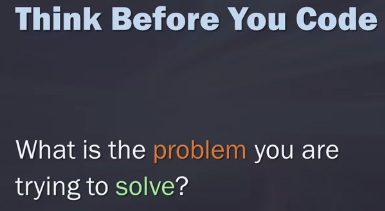 Think Before You Code
What is the problem you are
trying to solve?